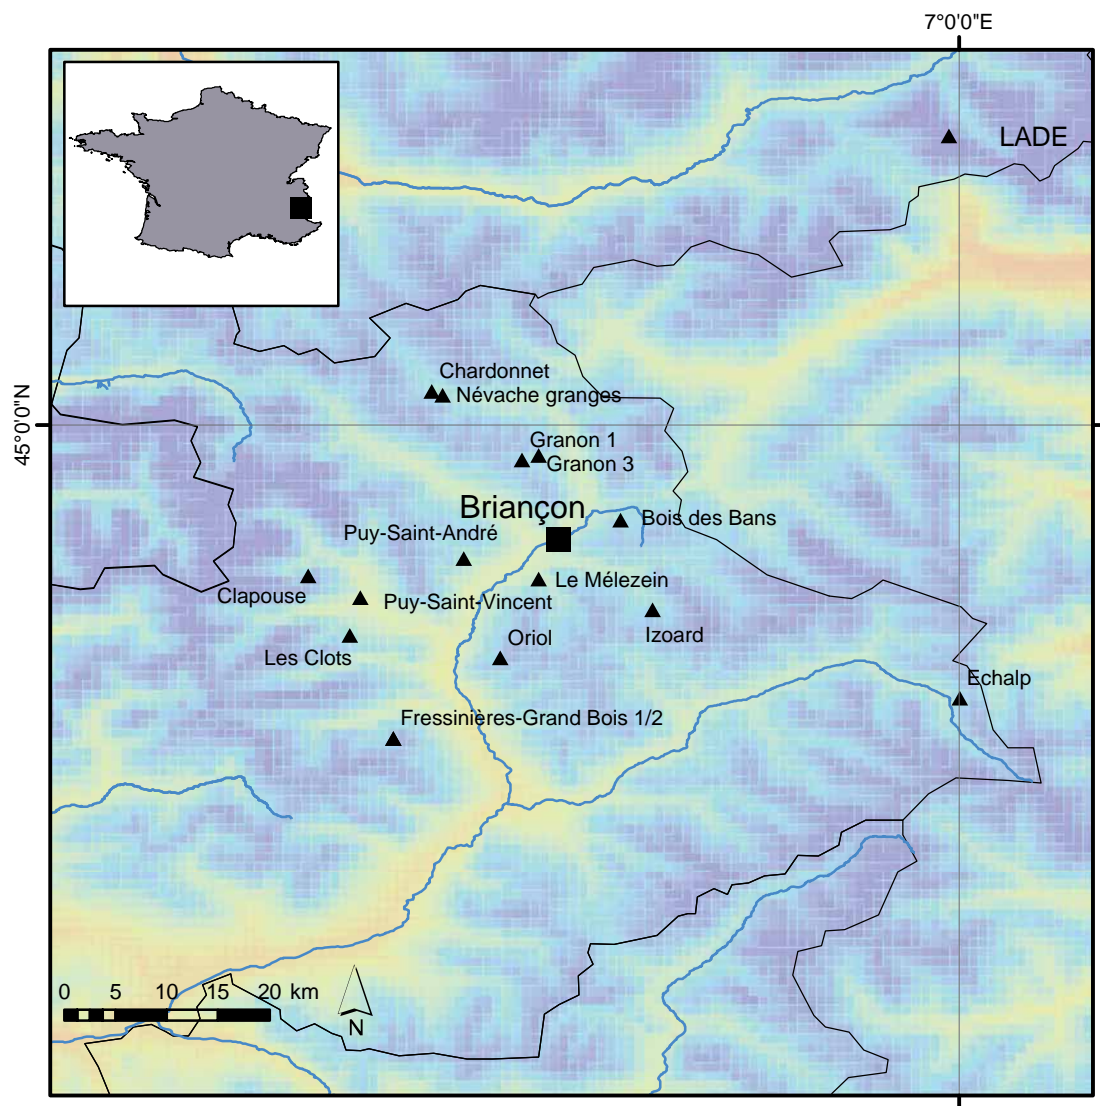 7°0'0"E
LADE
45°0'0"N
Chardonnet
Névache granges
Granon 1
Granon 3
Briançon
Bois des Bans
Puy-Saint-André
Le Mélezein
Clapouse
Puy-Saint-Vincent
Izoard
Oriol
Les Clots
Echalp
Fressinières-Grand Bois 1/2
0 5 10 15 20 km
N